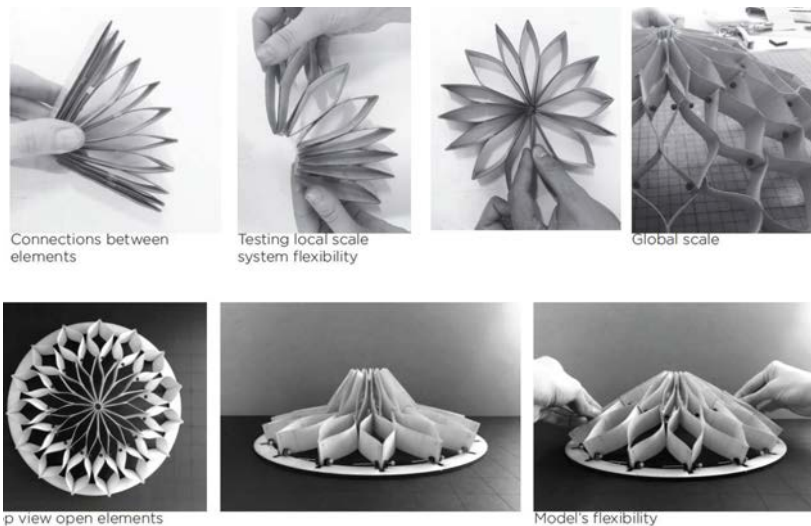 Connections between
elements
Testing local scale
system flexibility
Global scale
p view open elements
Model's flexibility